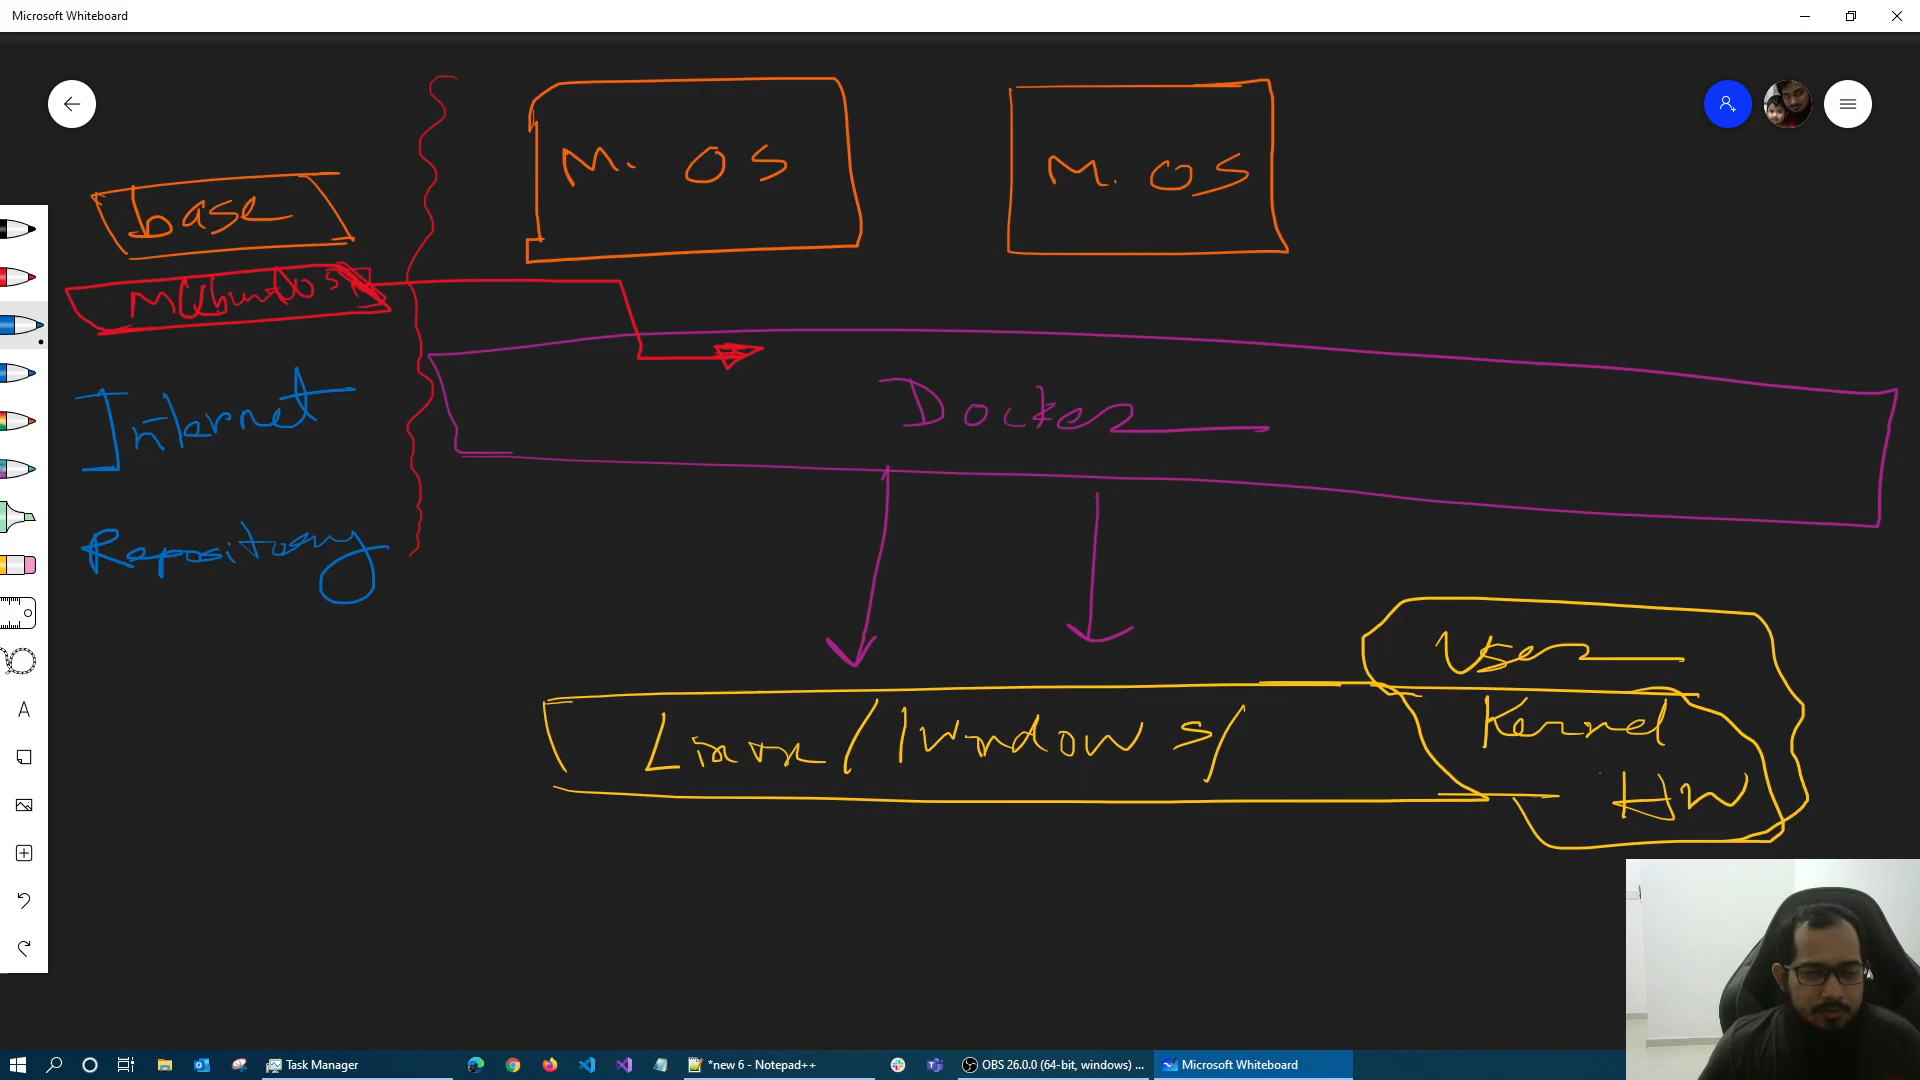 Microsoft Whiteboard
M. OS
M. OS
base
Internet
Docker
Repository
User
Kernel
HW
Linux/Windows/
A
Task Manager
*new 6 - Notepad++
OBS 26.0.0 (64-bit, windows) ...
Microsoft Whiteboard